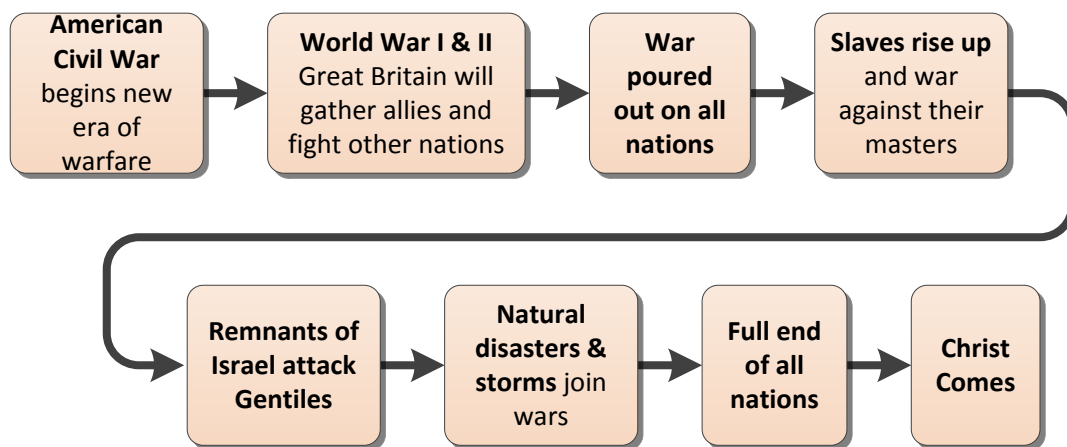 American
Civil War
begins new
era of
warfare
World War I & II
Great Britain will
gather allies and
fight other nations
War
poured
out on all
nations
Slaves rise up
and war
against their
masters
Remnants of
Israel attack
Gentiles
Natural
disasters &
storms join
wars
Full end
of all
nations
Christ
Comes